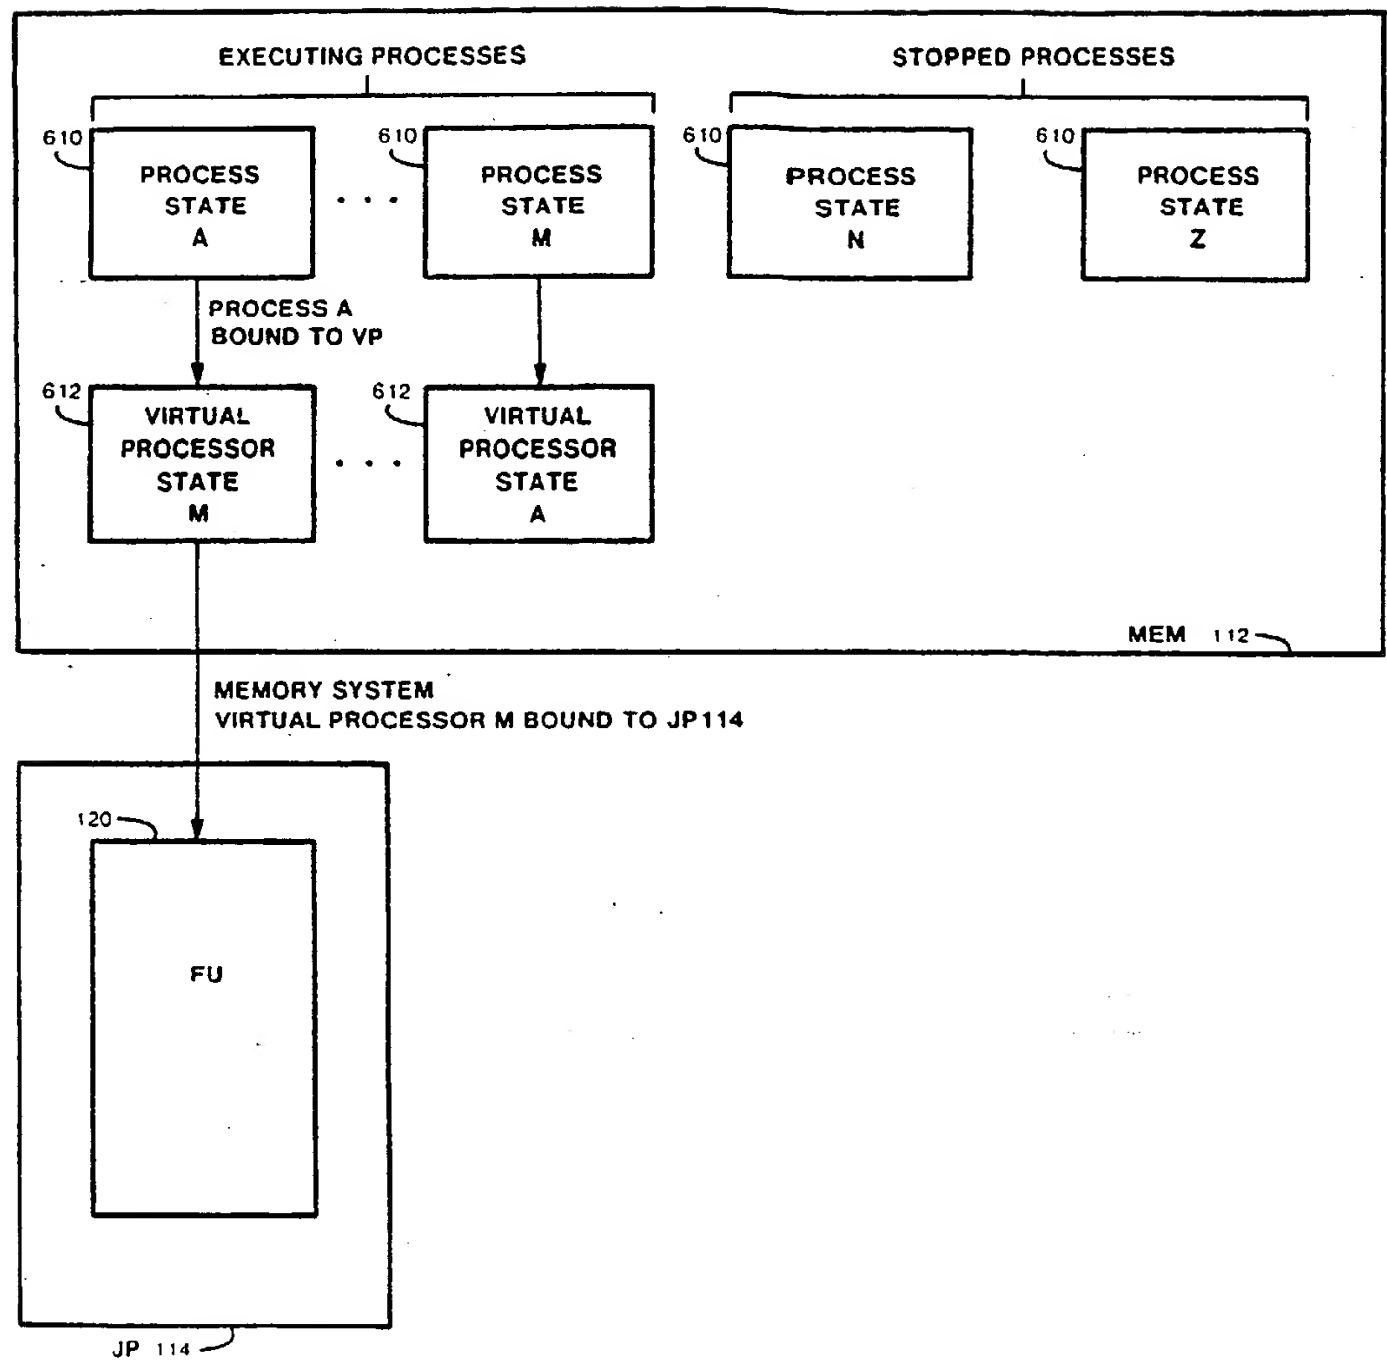 EXECUTING PROCESSES
STOPPED PROCESSES
610
610
610
610
PROCESS
STATE
A
. . .
PROCESS
STATE
M
PROCESS
STATE
N
PROCESS
STATE
Z
PROCESS A
BOUND TO VP
612
612
VIRTUAL
PROCESSOR
STATE
M
. . .
VIRTUAL
PROCESSOR
STATE
A
MEM 112
MEMORY SYSTEM
VIRTUAL PROCESSOR M BOUND TO JP114
120
FU
JP 114